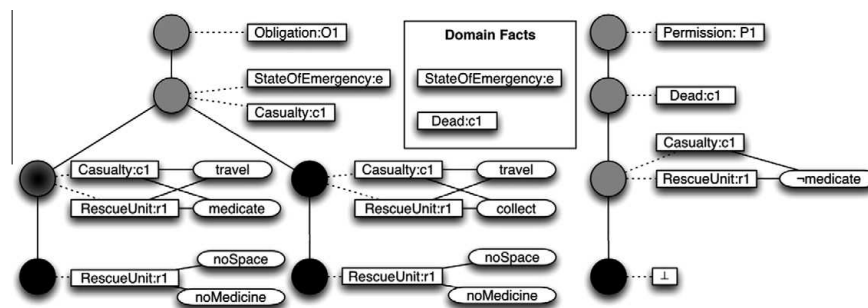 Obligation:O1
StateOfEmergency:e
Casualty:c1
Casualty:c1
travel
RescueUnit:r1
medicate
RescueUnit:r1
noSpace
noMedicine
Casualty:c1
travel
RescueUnit:r1
collect
RescueUnit:r1
noSpace
noMedicine
Domain Facts
StateOfEmergency:e
Dead:c1
Permission: P1
Dead:c1
Casualty:c1
RescueUnit:r1
¬medicate
⊥